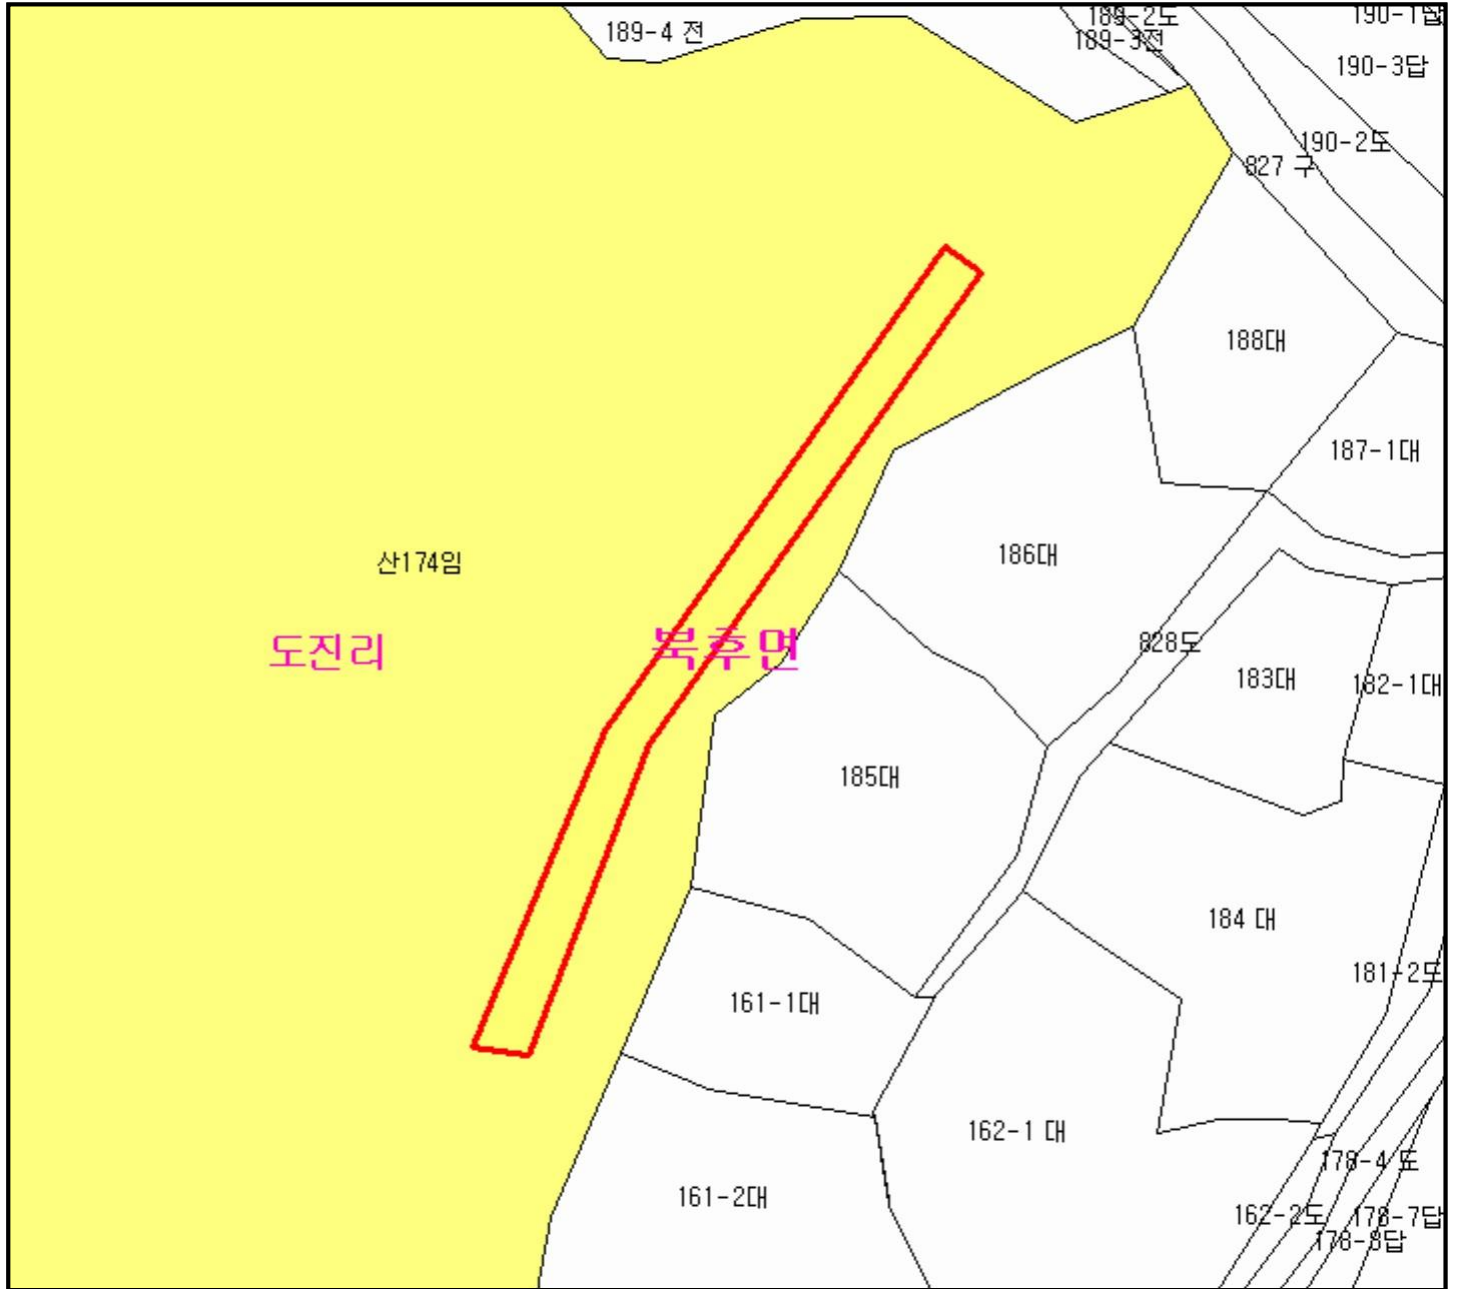 189-2도
190-1답
189-4 전
189-3전
190-3답
190-2도
827 구
188대
187-1대
186대
산174임
828도
도진리
북후면
183대
182-1대
185대
184 대
181-2도
161-1대
162-1 대
178-4 도
161-2대
162-2도
178-7답
178-8답